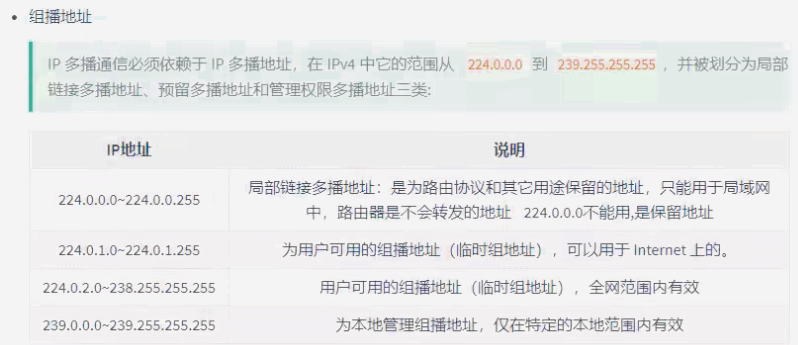 组播地址
IP 多播通信必须依赖于 IP 多播地址，在 IPv4 中它的范围从 224.0.0.0 到 239.255.255.255 ，并被划分为局部
链接多播地址、预留多播地址和管理权限多播地址三类:
IP地址 说明
224.0.0.0~224.0.0.255 局部链接多播地址：是为路由协议和其它用途保留的地址，只能用于局域网
中，路由器是不会转发的地址 224.0.0.0不能用,是保留地址
224.0.1.0~224.0.1.255 为用户可用的组播地址（临时组地址），可以用于 Internet 上的。
224.0.2.0~238.255.255.255 用户可用的组播地址（临时组地址），全网范围内有效
239.0.0.0~239.255.255.255 为本地管理组播地址，仅在特定的本地范围内有效